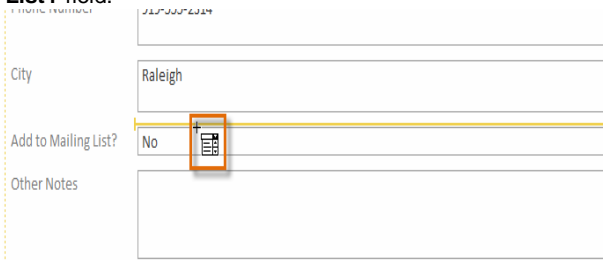 List? field.
Phone Number
City
Raleigh
Add to Mailing List?
No
Other Notes